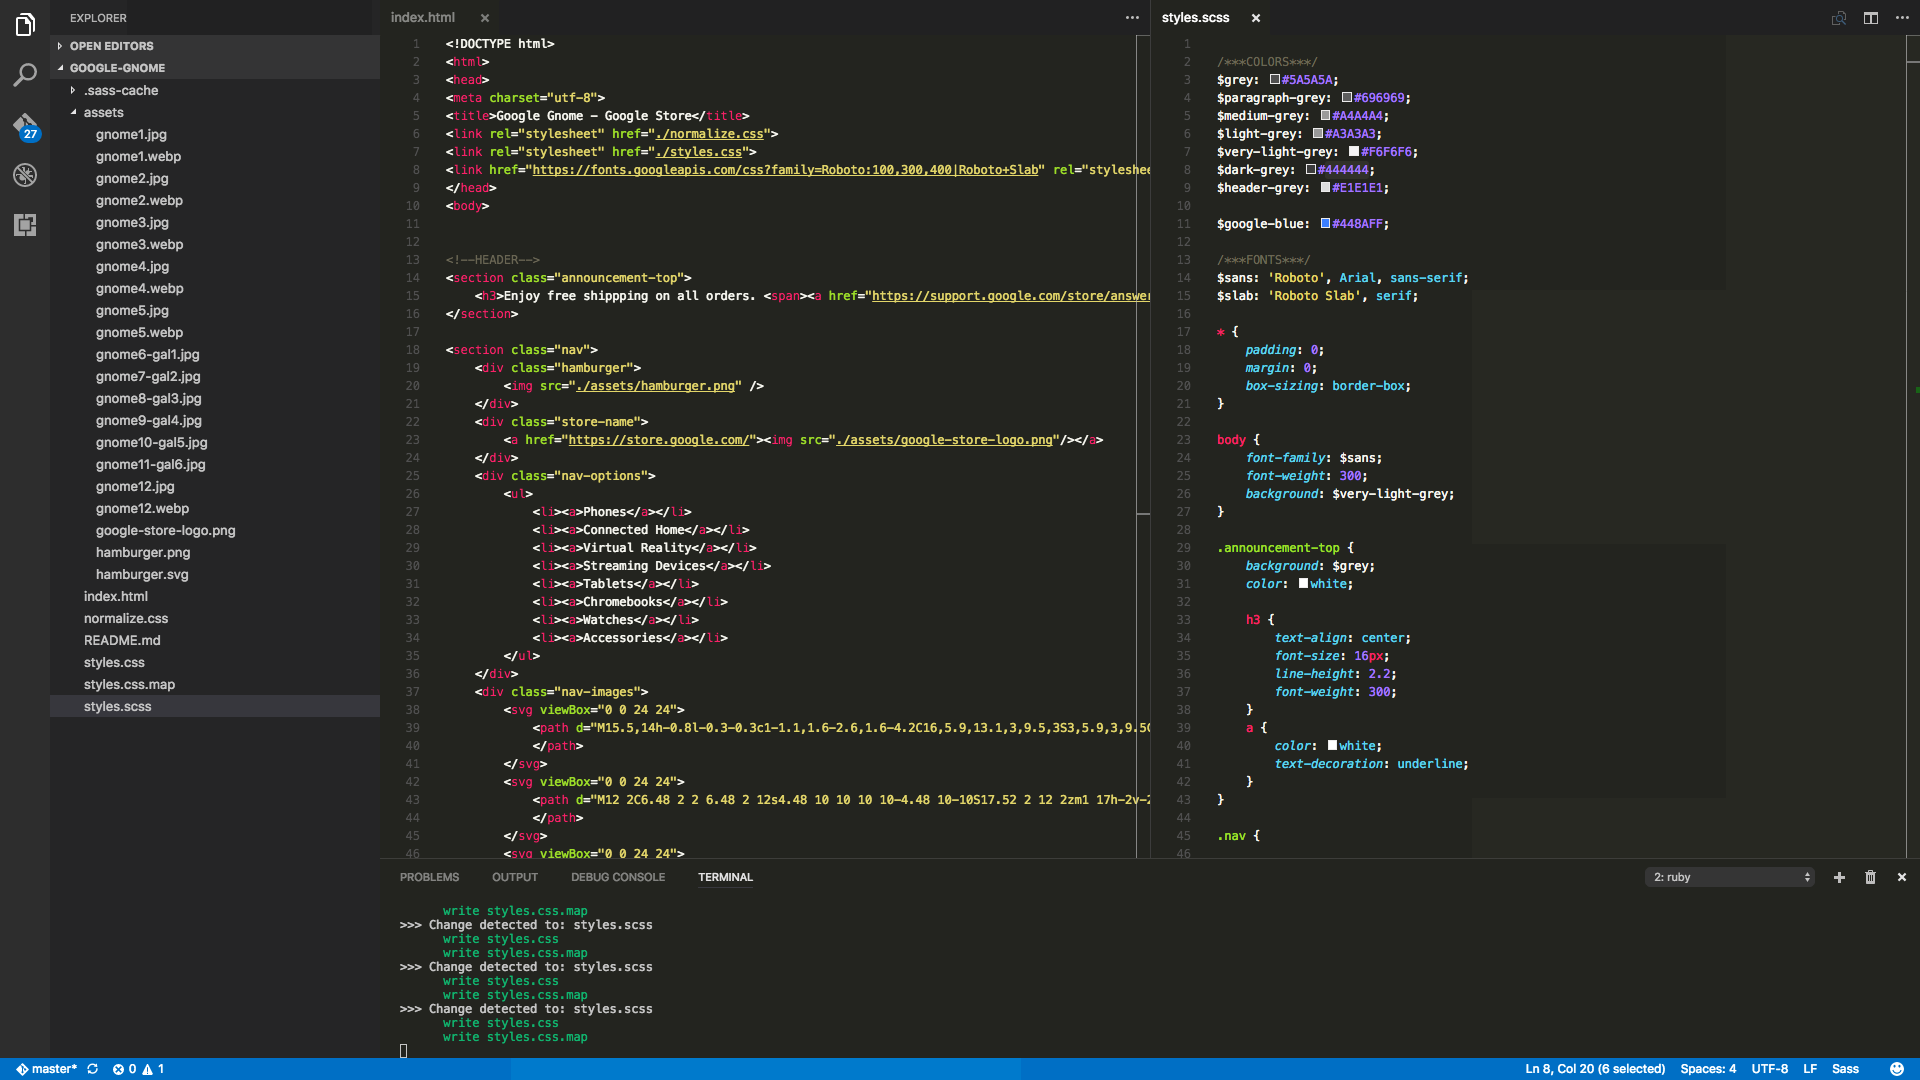 EXPLORER
OPEN EDITORS
GOOGLE-GNOME
.sass-cache
assets
gnome1.jpg
gnome1.webp
gnome2.jpg
gnome2.webp
gnome3.jpg
gnome3.webp
gnome4.jpg
gnome4.webp
gnome5.jpg
gnome5.webp
gnome6-gal1.jpg
gnome7-gal2.jpg
gnome8-gal3.jpg
gnome9-gal4.jpg
gnome10-gal5.jpg
gnome11-gal6.jpg
gnome12.jpg
gnome12.webp
google-store-logo.png
hamburger.png
hamburger.svg
index.html
normalize.css
README.md
styles.css
styles.css.map
styles.scss
27
index.html
1 <!DOCTYPE html>
2 <html>
3 <head>
4 <meta charset="utf-8">
5 <title>Google Gnome – Google Store</title>
6 <link rel="stylesheet" href="./normalize.css">
7 <link rel="stylesheet" href="./styles.css">
8 <link href="https://fonts.googleapis.com/css?family=Roboto:100,300,400|Roboto+Slab" rel="styleshee
9 </head>
10 <body>
11
12
13 <!--HEADER-->
14 <section class="announcement-top">
15 <h3>Enjoy free shippping on all orders. <span><a href="https://support.google.com/store/answer
16 </section>
17
18 <section class="nav">
19 <div class="hamburger">
20 <img src="./assets/hamburger.png" />
21 </div>
22 <div class="store-name">
23 <a href="https://store.google.com/"><img src="./assets/google-store-logo.png"/></a>
24 </div>
25 <div class="nav-options">
26 <ul>
27 <li><a>Phones</a></li>
28 <li><a>Connected Home</a></li>
29 <li><a>Virtual Reality</a></li>
30 <li><a>Streaming Devices</a></li>
31 <li><a>Tablets</a></li>
32 <li><a>Chromebooks</a></li>
33 <li><a>Watches</a></li>
34 <li><a>Accessories</a></li>
35 </ul>
36 </div>
37 <div class="nav-images">
38 <svg viewBox="0 0 24 24">
39 <path d="M15.5,14h-0.8l-0.3-0.3c1-1.1,1.6-2.6,1.6-4.2C16,5.9,13.1,3,9.5,3S3,5.9,3,9.5C
40 </path>
41 </svg>
42 <svg viewBox="0 0 24 24">
43 <path d="M12 2C6.48 2 2 6.48 2 12s4.48 10 10 10 10-4.48 10-10S17.52 2 12 2zm1 17h-2v-2
44 </path>
45 </svg>
46 <svg viewBox="0 0 24 24">
styles.scss
1
2 /***COLORS***/
3 $grey: #5A5A5A;
4 $paragraph-grey: #696969;
5 $medium-grey: #A4A4A4;
6 $light-grey: #A3A3A3;
7 $very-light-grey: #F6F6F6;
8 $dark-grey: #444444;
9 $header-grey: #E1E1E1;
10
11 $google-blue: #448AFF;
12
13 /***FONTS***/
14 $sans: 'Roboto', Arial, sans-serif;
15 $slab: 'Roboto Slab', serif;
16
17 * {
18 padding: 0;
19 margin: 0;
20 box-sizing: border-box;
21 }
22
23 body {
24 font-family: $sans;
25 font-weight: 300;
26 background: $very-light-grey;
27 }
28
29 .announcement-top {
30 background: $grey;
31 color: white;
32
33 h3 {
34 text-align: center;
35 font-size: 16px;
36 line-height: 2.2;
37 font-weight: 300;
38 }
39 a {
40 color: white;
41 text-decoration: underline;
42 }
43 }
44
45 .nav {
46
PROBLEMS OUTPUT DEBUG CONSOLE TERMINAL 2: ruby
write styles.css.map
>>> Change detected to: styles.scss
write styles.css
write styles.css.map
>>> Change detected to: styles.scss
write styles.css
write styles.css.map
>>> Change detected to: styles.scss
write styles.css
write styles.css.map
master* 0 1 Ln 8, Col 20 (6 selected) Spaces: 4 UTF-8 LF Sass